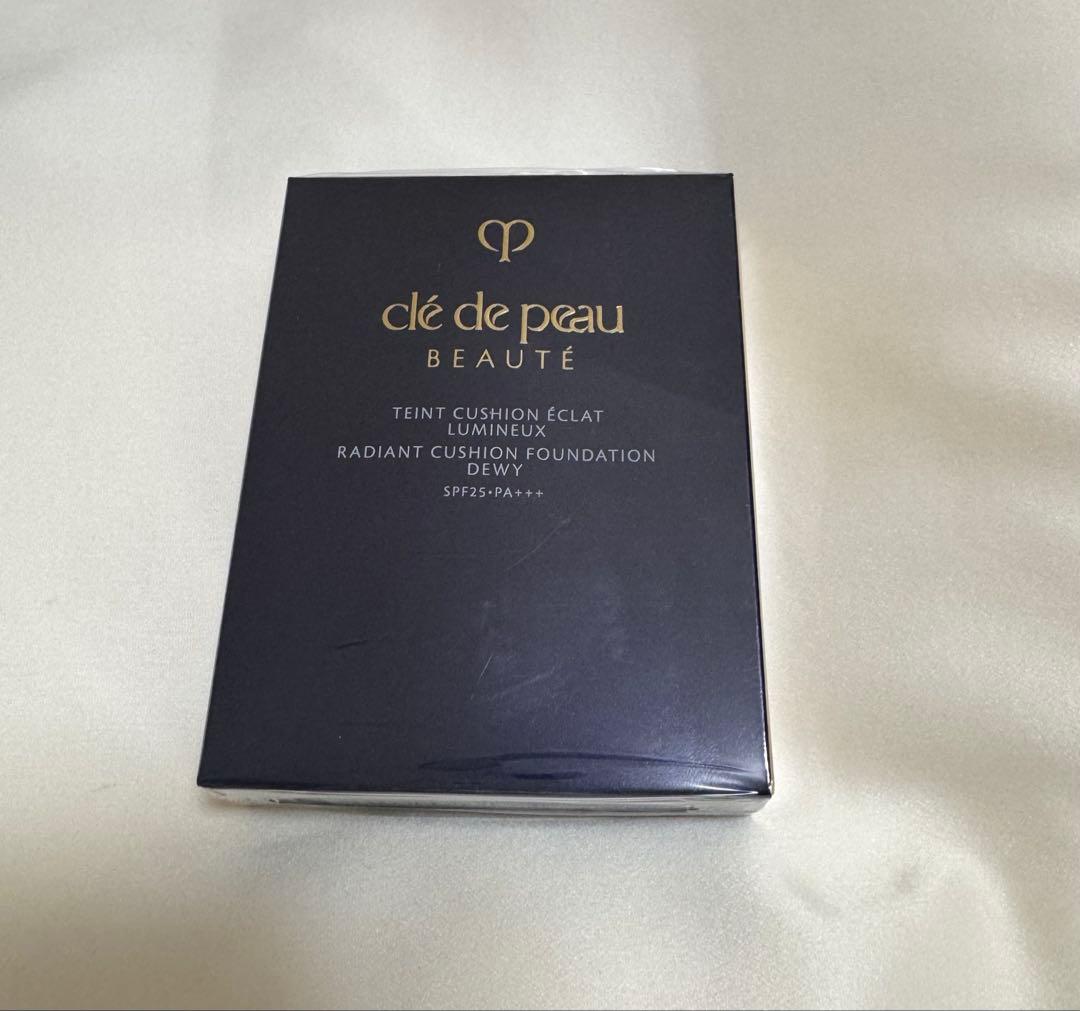 clé de peau
BEAUTÉ
TEINT CUSHION ÉCLAT
LUMINEUX
RADIANT CUSHION FOUNDATION
DEWY
SPF25•PA+++